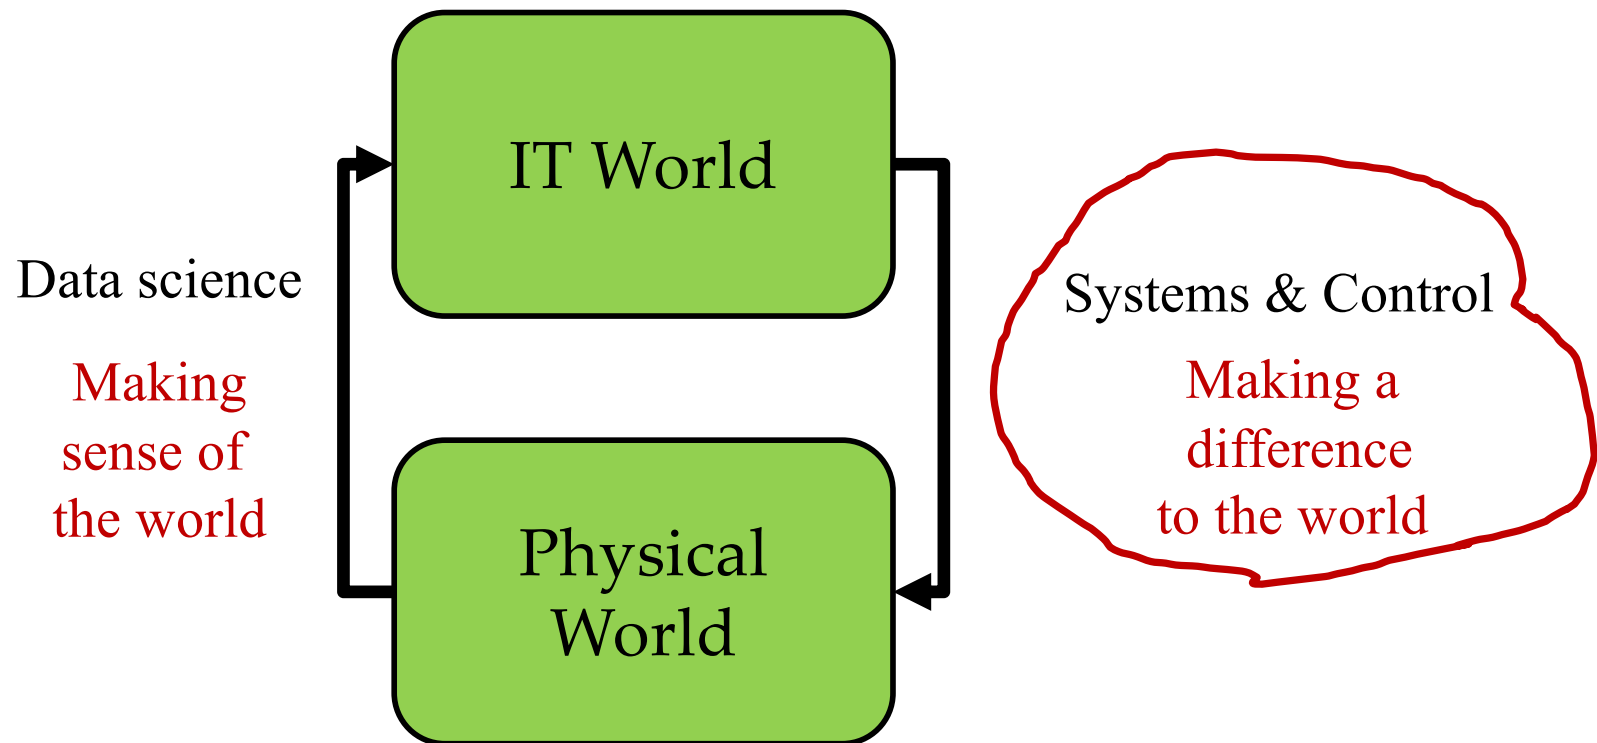 IT World
Data science
Making
sense of
the world
Systems & Control
Making a
difference
to the world
Physical
World